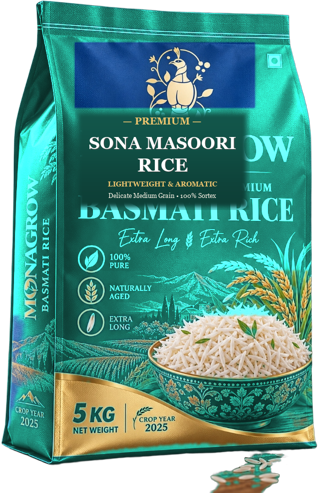 — PREMIUM —
SONA MASOORI
RICE
LIGHTWEIGHT & AROMATIC
Delicate Medium Grain • 100% Sortex
OW
MIUM
BASMATI RICE
Extra Long & Extra Rich
100%
PURE
NATURALLY
AGED
EXTRA
LONG
5 KG
NET WEIGHT
CROP YEAR
2025
MONAGROW
BASMATI RICE
CROP YEAR
2025